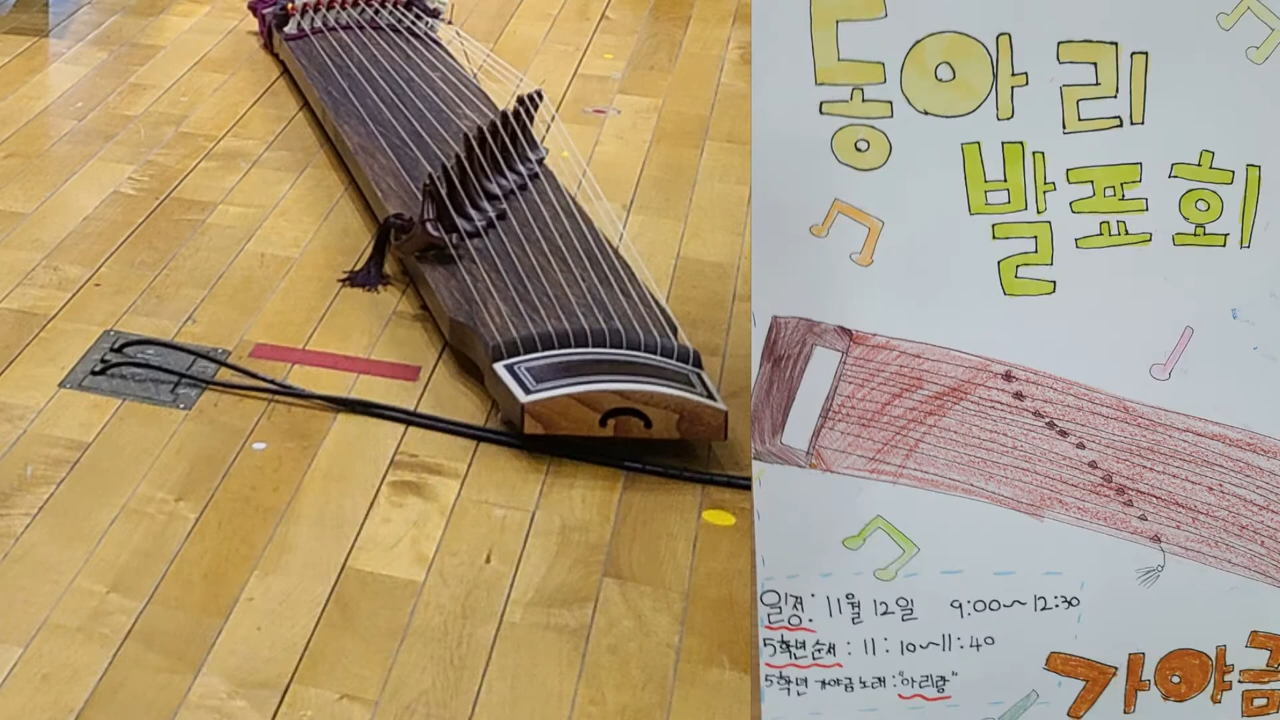 동아리
발표회
일정: 11월 12일 9:00~12:30
5학년 순서 : 11:10~11:40
5학년 가야금 노래 : "아리랑"
가야금